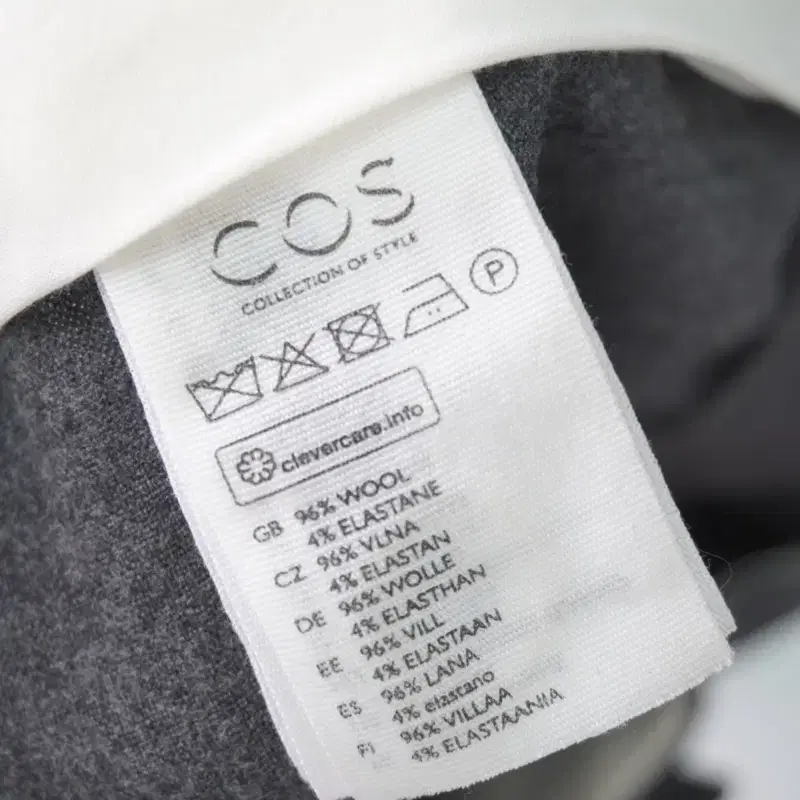 COS
COLLECTION OF STYLE
P
clevercare.info
GB 96% WOOL
4% ELASTANE
CZ 96% VLNA
4% ELASTAN
DE 96% WOLLE
4% ELASTHAN
EE 96% VILL
4% ELASTAAN
ES 96% LANA
4% elastano
FI 96% VILLAA
4% ELASTAANIA